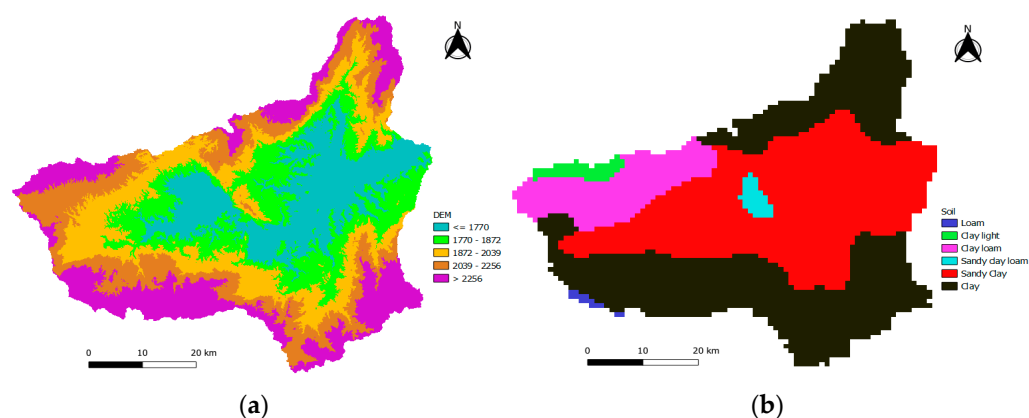 N
DEM
<= 1770
1770 - 1872
1872 - 2039
2039 - 2256
> 2256
0 10 20 km
(a)
N
Soil
Loam
Clay light
Clay loam
Sandy clay loam
Sandy Clay
Clay
0 10 20 km
(b)